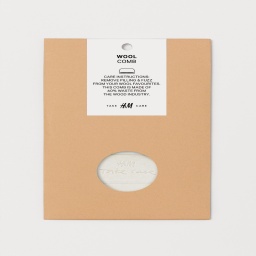 WOOL
COMB
CARE INSTRUCTIONS.
REMOVE PILLING & FUZZ
FROM YOUR WOOL FAVOURITES.
THIS COMB IS MADE OF
40% WASTE FROM
THE WOOD INDUSTRY.
TAKE H&M CARE